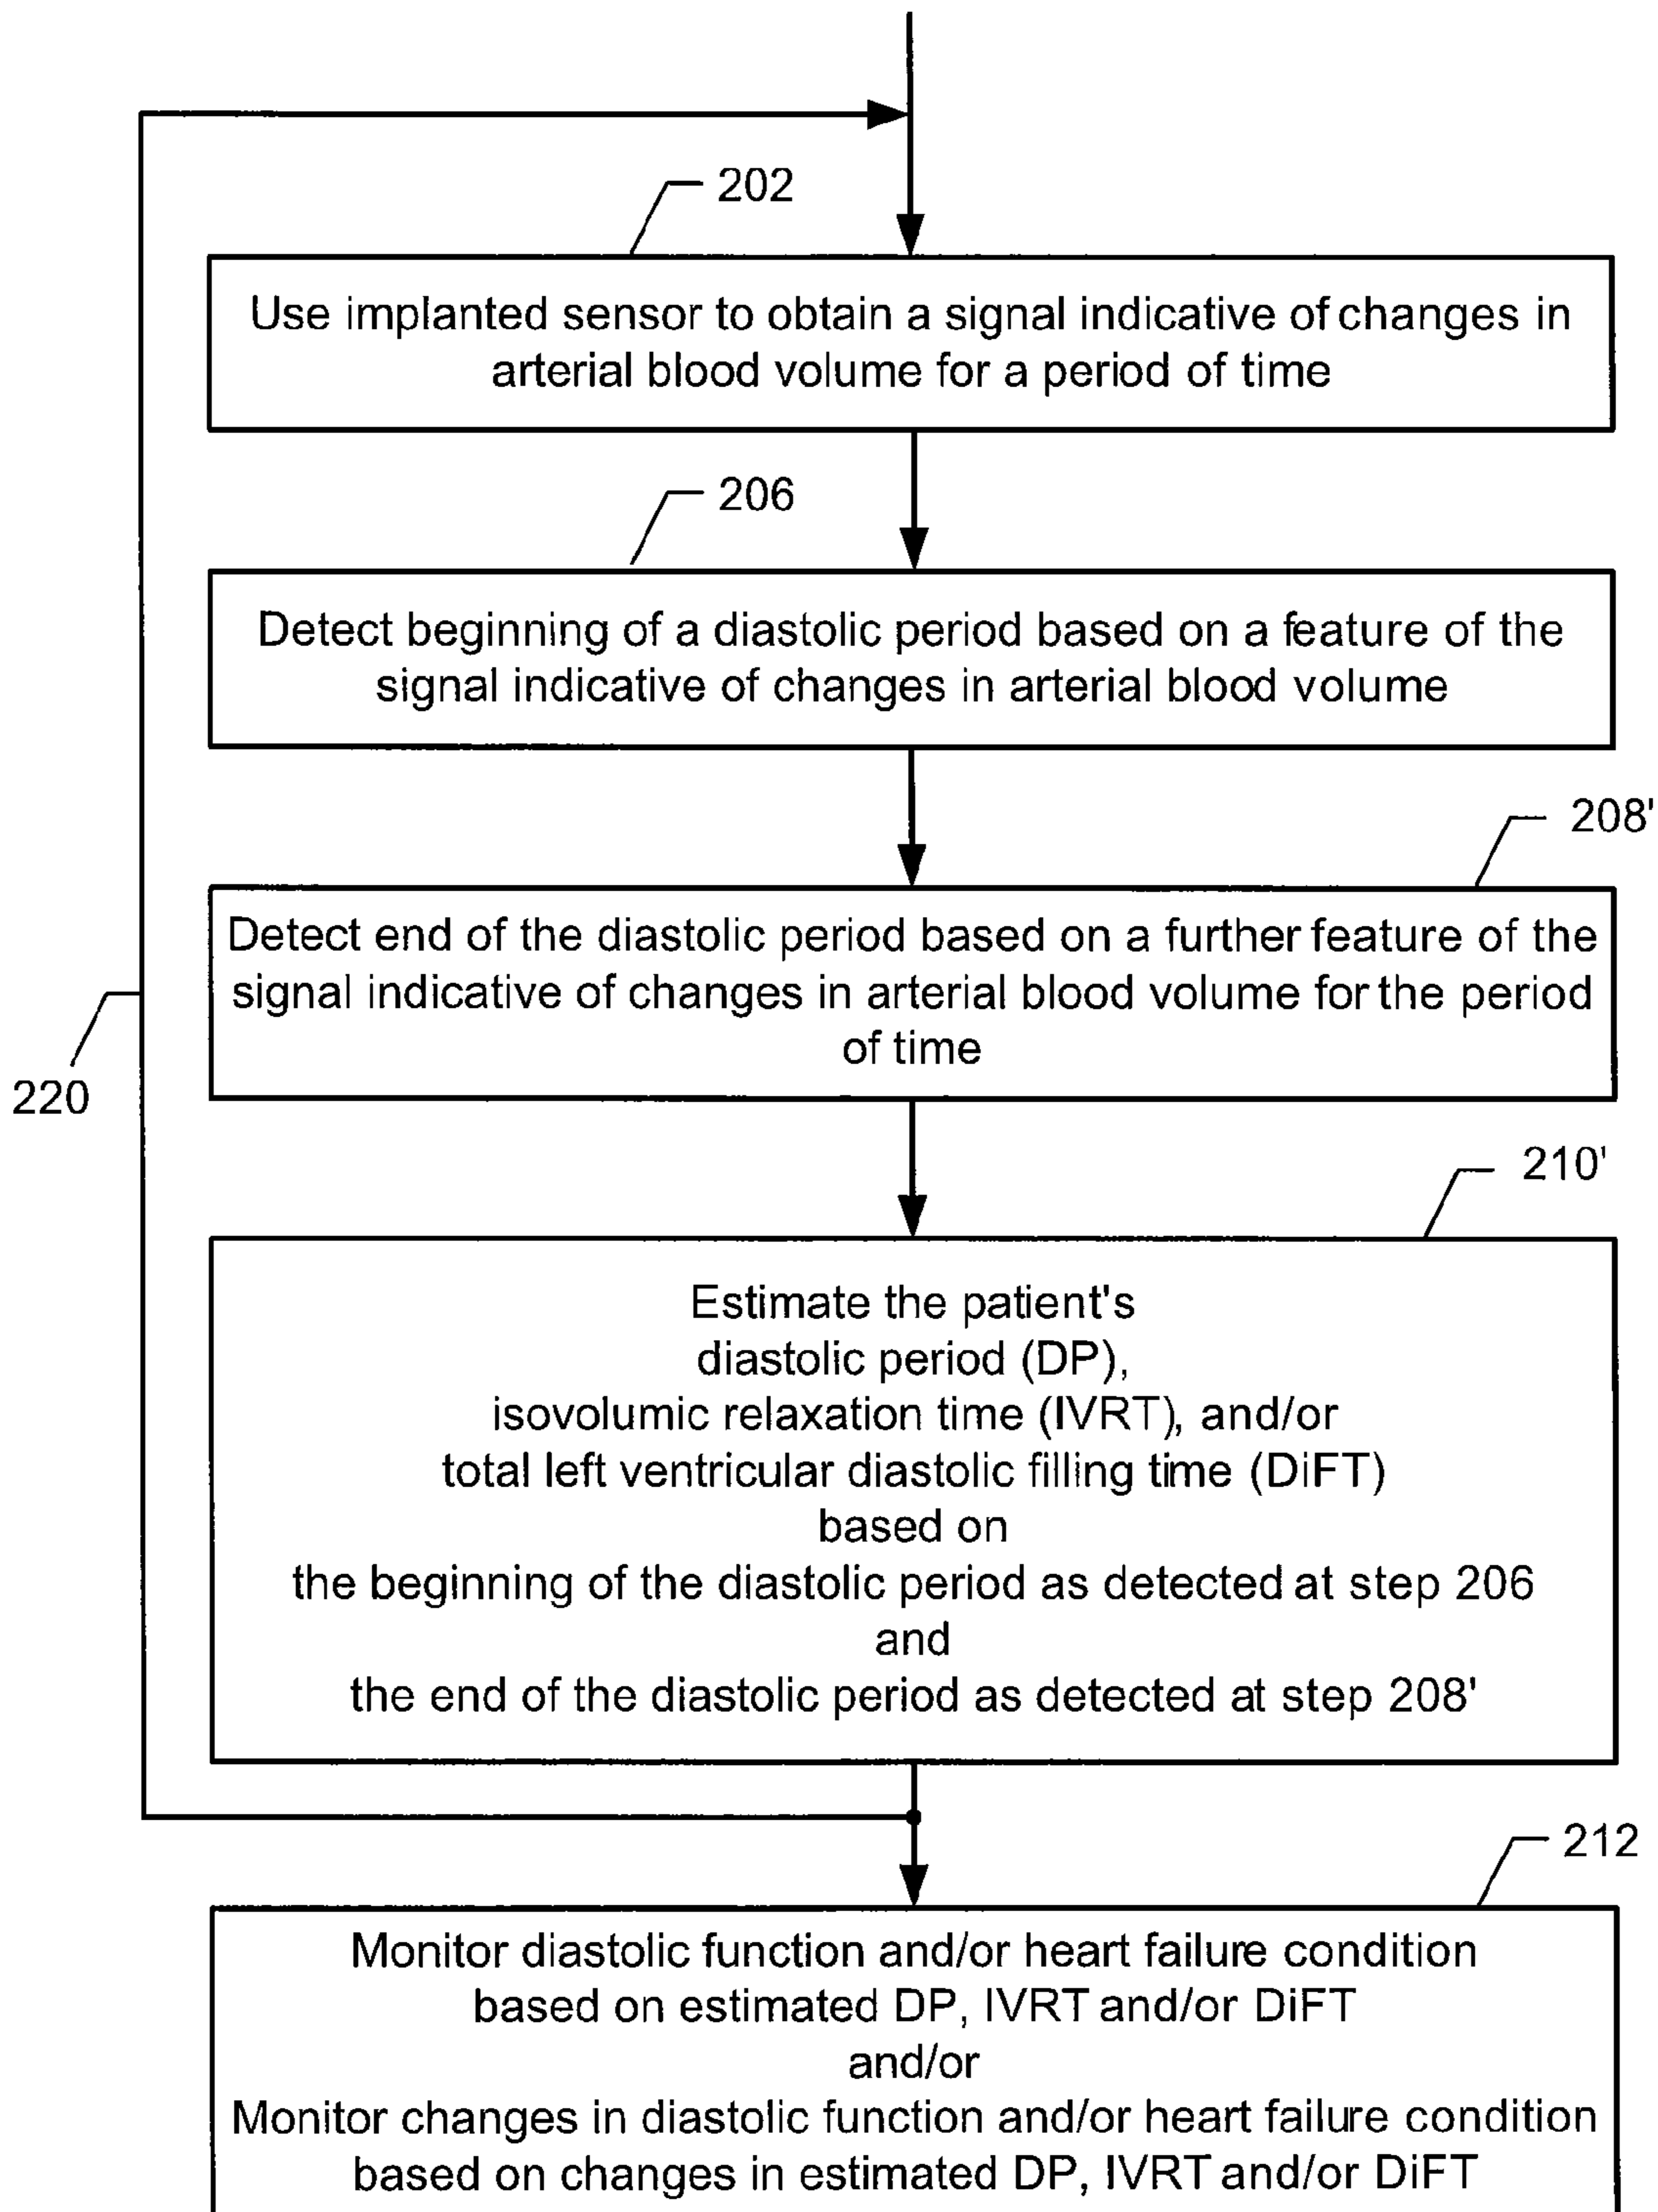 202
Use implanted sensor to obtain a signal indicative of changes in
arterial blood volume for a period of time
206
Detect beginning of a diastolic period based on a feature of the
signal indicative of changes in arterial blood volume
208'
Detect end of the diastolic period based on a further feature of the
signal indicative of changes in arterial blood volume for the period
of time
220
210'
Estimate the patient's
diastolic period (DP),
isovolumic relaxation time (IVRT), and/or
total left ventricular diastolic filling time (DiFT)
based on
the beginning of the diastolic period as detected at step 206
and
the end of the diastolic period as detected at step 208'
212
Monitor diastolic function and/or heart failure condition
based on estimated DP, IVRT and/or DiFT
and/or
Monitor changes in diastolic function and/or heart failure condition
based on changes in estimated DP, IVRT and/or DiFT